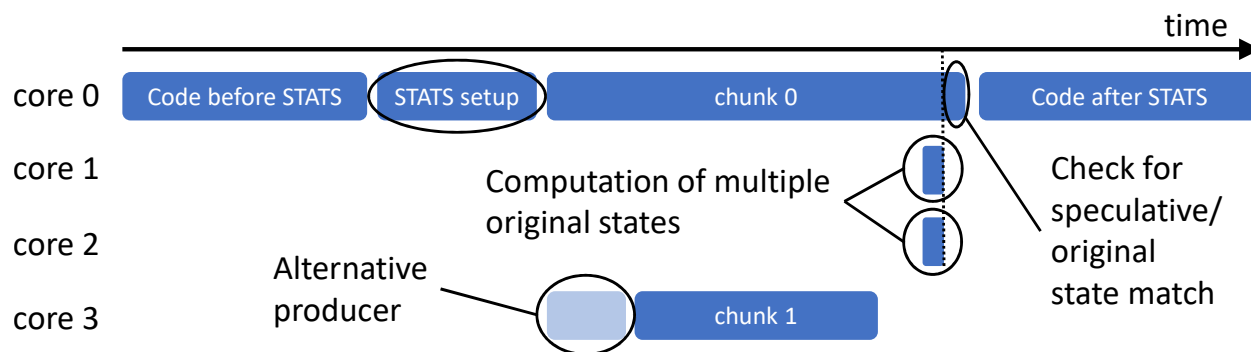 time
core 0
Code before STATS
STATS setup
chunk 0
Code after STATS
core 1
Computation of multiple
original states
Check for
speculative/
original
state match
core 2
Alternative
producer
core 3
chunk 1